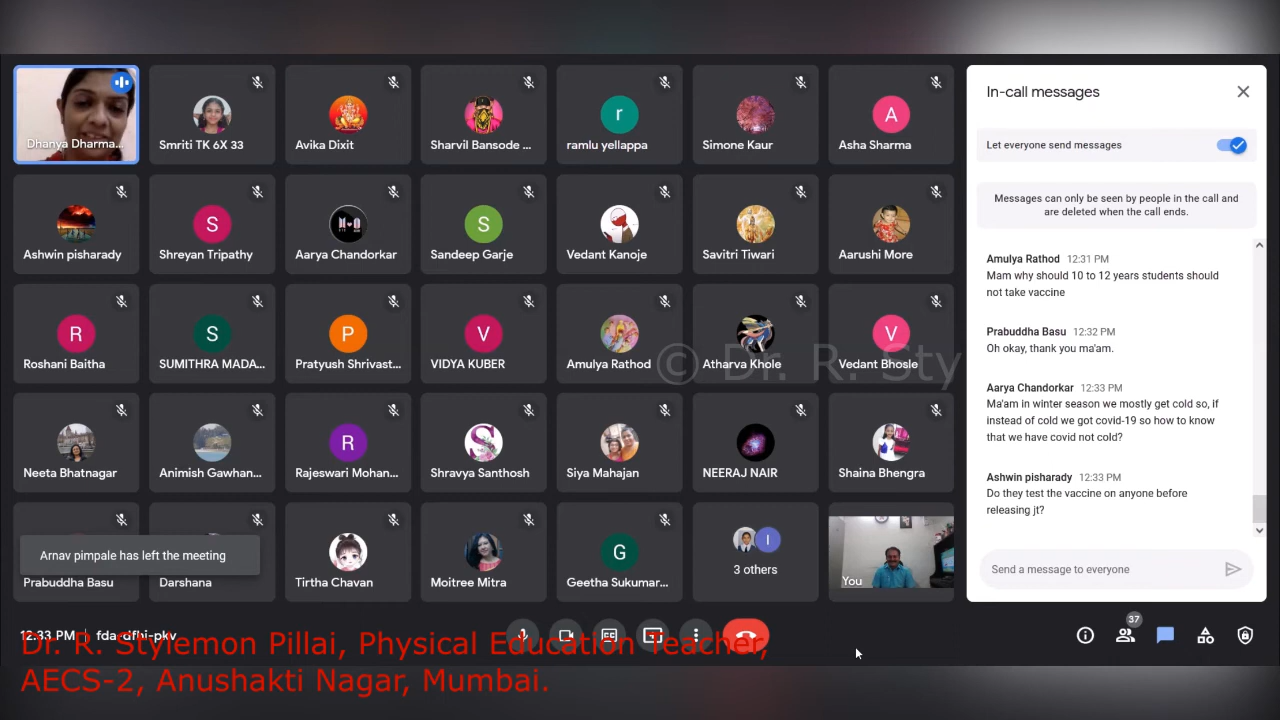 Dhanya Dharma...
Smriti TK 6X 33
Avika Dixit
Sharvil Bansode ...
r
ramlu yellappa
Simone Kaur
A
Asha Sharma
Ashwin pisharady
S
Shreyan Tripathy
Aarya Chandorkar
S
Sandeep Garje
Vedant Kanoje
Savitri Tiwari
Aarushi More
R
Roshani Baitha
S
SUMITHRA MADA...
P
Pratyush Shrivast...
V
VIDYA KUBER
Amulya Rathod
Atharva Khole
V
Vedant Bhosle
© Dr. R. Sty
Neeta Bhatnagar
Animish Gawhan...
R
Rajeswari Mohan...
S
Shravya Santhosh
Siya Mahajan
NEERAJ NAIR
Shaina Bhengra
Arnav pimpale has left the meeting
Prabuddha Basu
Darshana
Tirtha Chavan
Moitree Mitra
G
Geetha Sukumar...
I
3 others
You
In-call messages
Let everyone send messages
Messages can only be seen by people in the call and
are deleted when the call ends.
Amulya Rathod 12:31 PM
Mam why should 10 to 12 years students should
not take vaccine
Prabuddha Basu 12:32 PM
Oh okay, thank you ma'am.
Aarya Chandorkar 12:33 PM
Ma'am in winter season we mostly get cold so, if
instead of cold we got covid-19 so how to know
that we have covid not cold?
Ashwin pisharady 12:33 PM
Do they test the vaccine on anyone before
releasing jt?
Send a message to everyone
12:33 PM | fda-dfhi-pkv
37
Dr. R. Stylemon Pillai, Physical Education Teacher,
AECS-2, Anushakti Nagar, Mumbai.